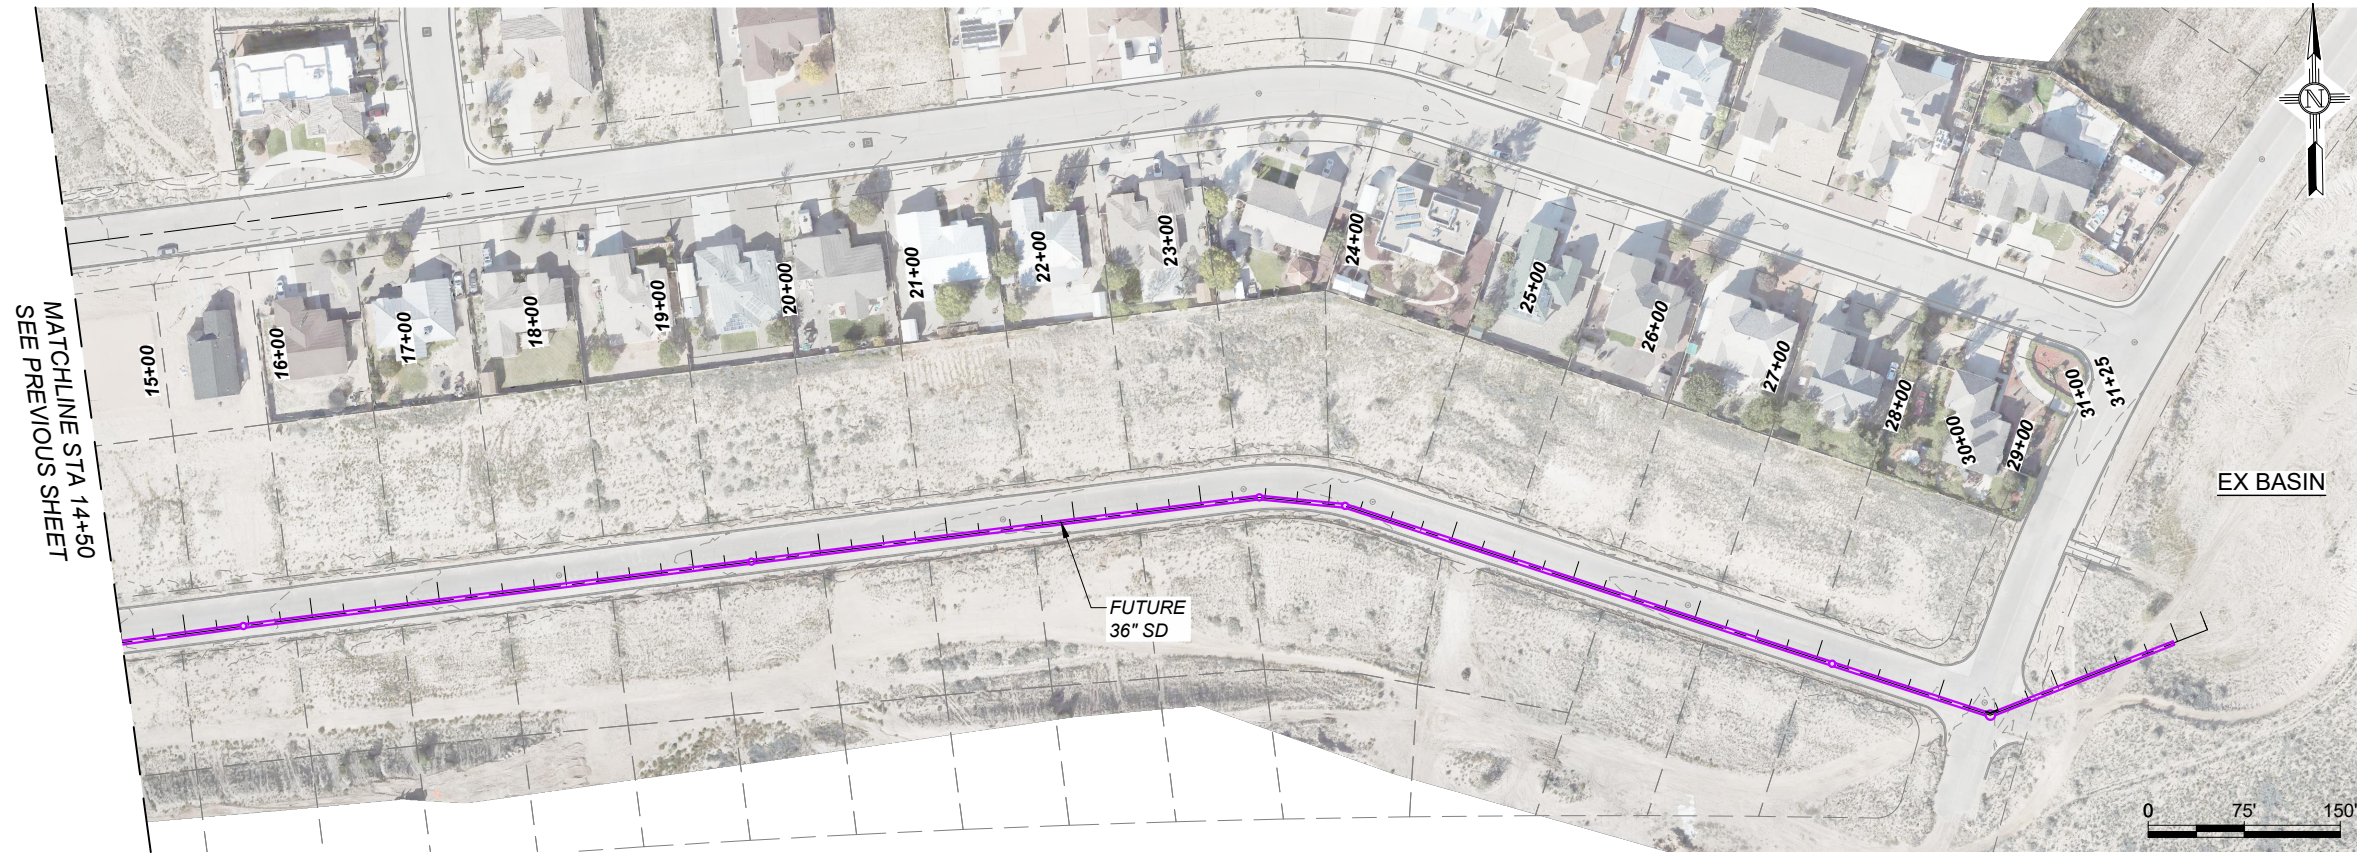 N
MATCHLINE STA 14+50
SEE PREVIOUS SHEET
15+00
16+00
17+00
18+00
19+00
20+00
21+00
22+00
23+00
24+00
25+00
26+00
27+00
28+00
29+00
30+00
31+00
31+25
EX BASIN
FUTURE
36" SD
0 75' 150'